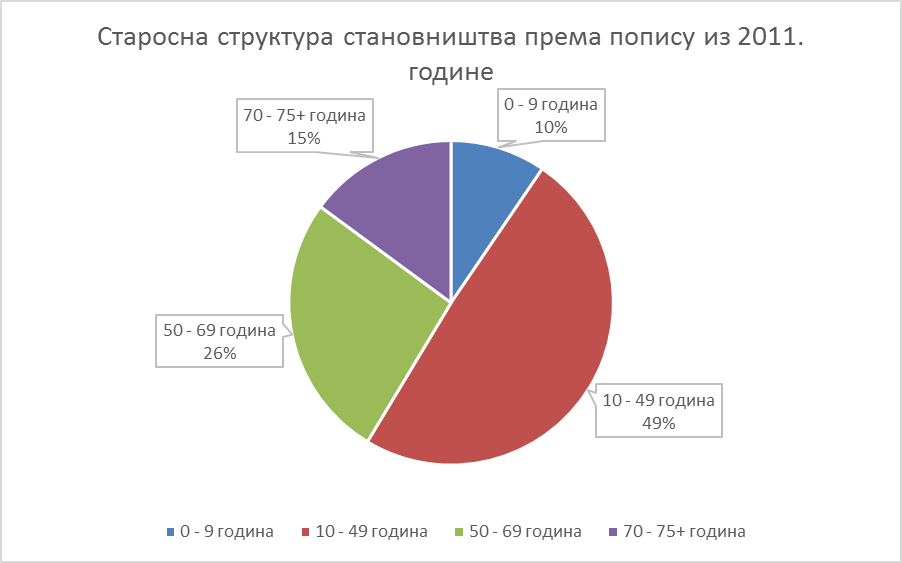 Старосна структура становништва према попису из 2011.
године
70 - 75+ година
15%
0 - 9 година
10%
50 - 69 година
26%
10 - 49 година
49%
0 - 9 година
10 - 49 година
50 - 69 година
70 - 75+ година